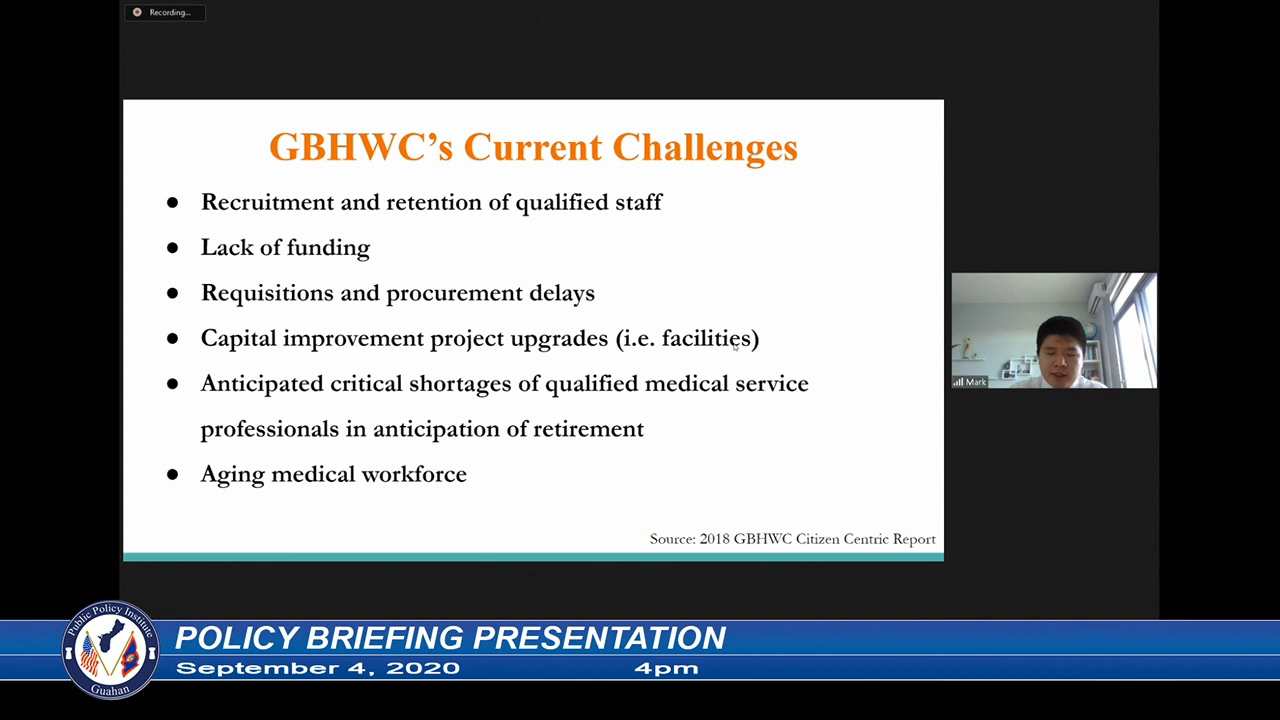 Recording...
GBHWC’s Current Challenges
● Recruitment and retention of qualified staff
● Lack of funding
● Requisitions and procurement delays
● Capital improvement project upgrades (i.e. facilities)
● Anticipated critical shortages of qualified medical service
professionals in anticipation of retirement
● Aging medical workforce
Source: 2018 GBHWC Citizen Centric Report
Mark
Public Policy Institute
Guahan
POLICY BRIEFING PRESENTATION
September 4, 2020 4pm